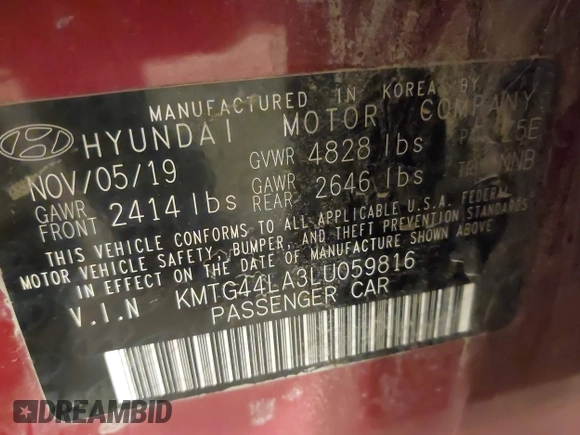 MANUFACTURED IN KOREA BY
HYUNDAI MOTOR COMPANY
NOV/05/19 GVWR 4828 lbs
GAWR FRONT 2414 lbs GAWR REAR 2646 lbs
THIS VEHICLE CONFORMS TO ALL APPLICABLE U.S.A. FEDERAL
MOTOR VEHICLE SAFETY, BUMPER, AND THEFT PREVENTION STANDARDS
IN EFFECT ON THE DATE OF MANUFACTURE SHOWN ABOVE
V.I.N KMTG44LA3LU059816
PASSENGER CAR
DREAMBID